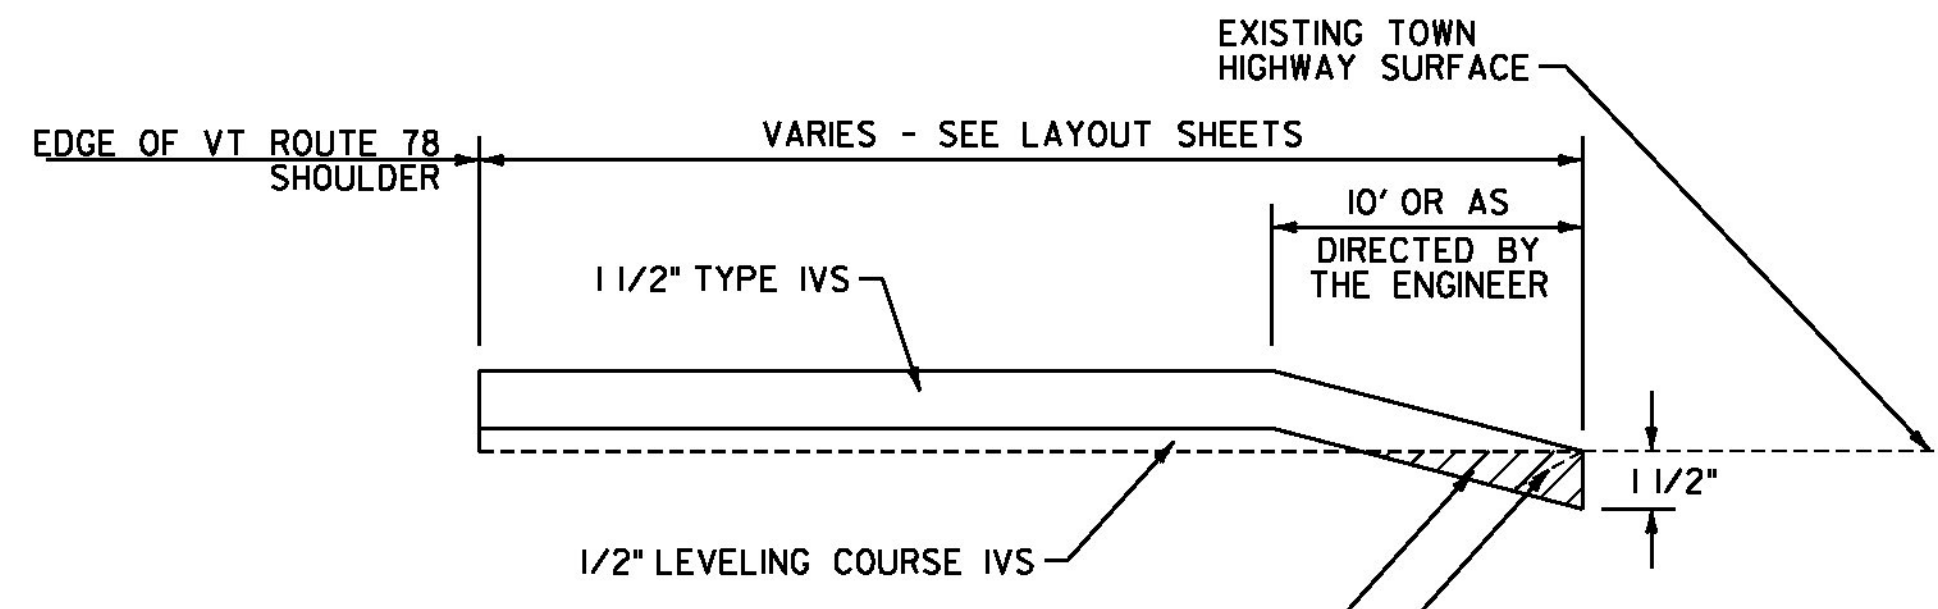 EXISTING TOWN
HIGHWAY SURFACE
EDGE OF VT ROUTE 78
SHOULDER
VARIES - SEE LAYOUT SHEETS
10' OR AS
DIRECTED BY
THE ENGINEER
1 1/2" TYPE IVS
1 1/2"
1/2" LEVELING COURSE IVS